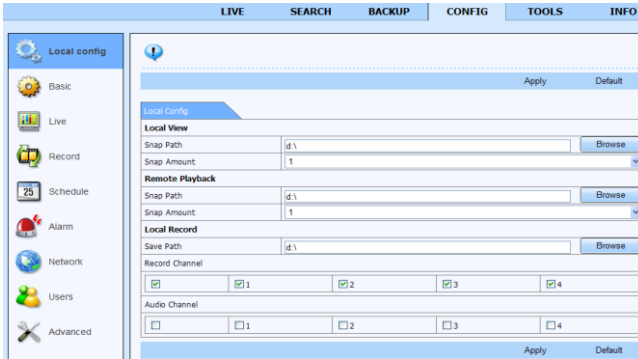 LIVE SEARCH BACKUP CONFIG TOOLS INFO
Local config
Basic
Live
Record
25 Schedule
Alarm
Network
Users
Advanced
Apply Default
Local Config
Local View
Snap Path d:\ Browse
Snap Amount 1
Remote Playback
Snap Path d:\
Snap Amount 1
Local Record
Save Path d:\ Browse
Record Channel
1 2 3 4
Audio Channel
1 2 3 4
Apply Default